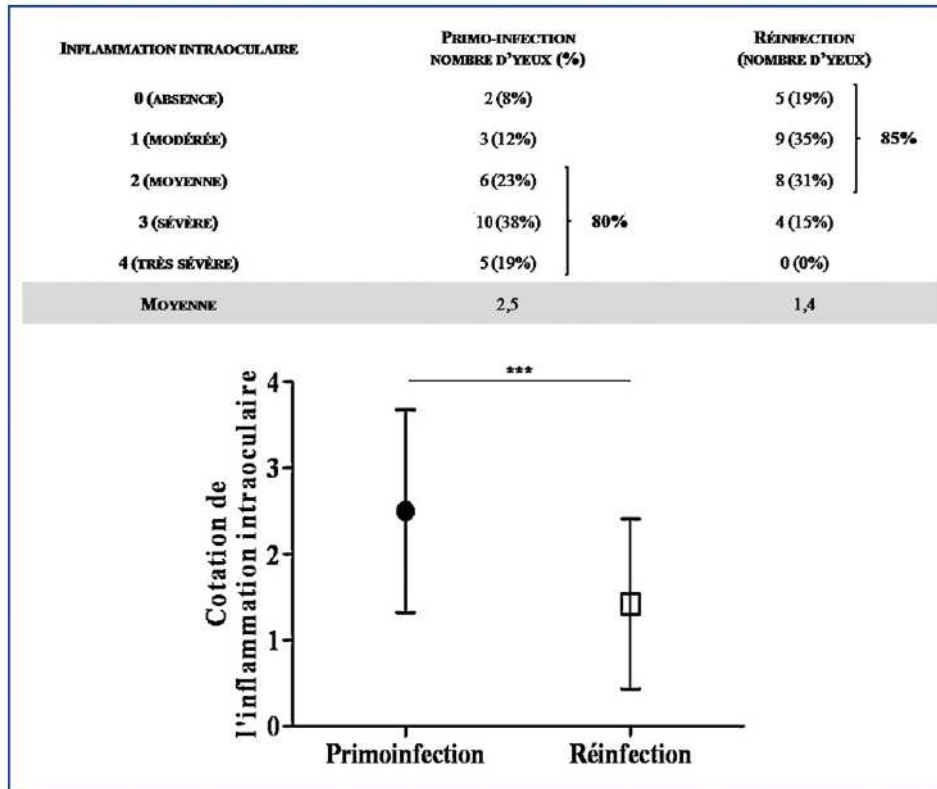 INFLAMMATION INTRAOCULAIRE PRIMO-INFECTION NOMBRE D'YEUX (%) RÉINFECTION (NOMBRE D'YEUX)
0 (ABSENCE) 2 (8%) 5 (19%)
1 (MODÉRÉE) 3 (12%) 9 (35%) 85%
2 (MOYENNE) 6 (23%) 8 (31%)
3 (SÉVÈRE) 10 (38%) 80% 4 (15%)
4 (TRÈS SÉVÈRE) 5 (19%) 0 (0%)
MOYENNE 2,5 1,4
Cotation de
l'inflammation intraoculaire
4
3
2
1
0
***
Primoinfection Réinfection